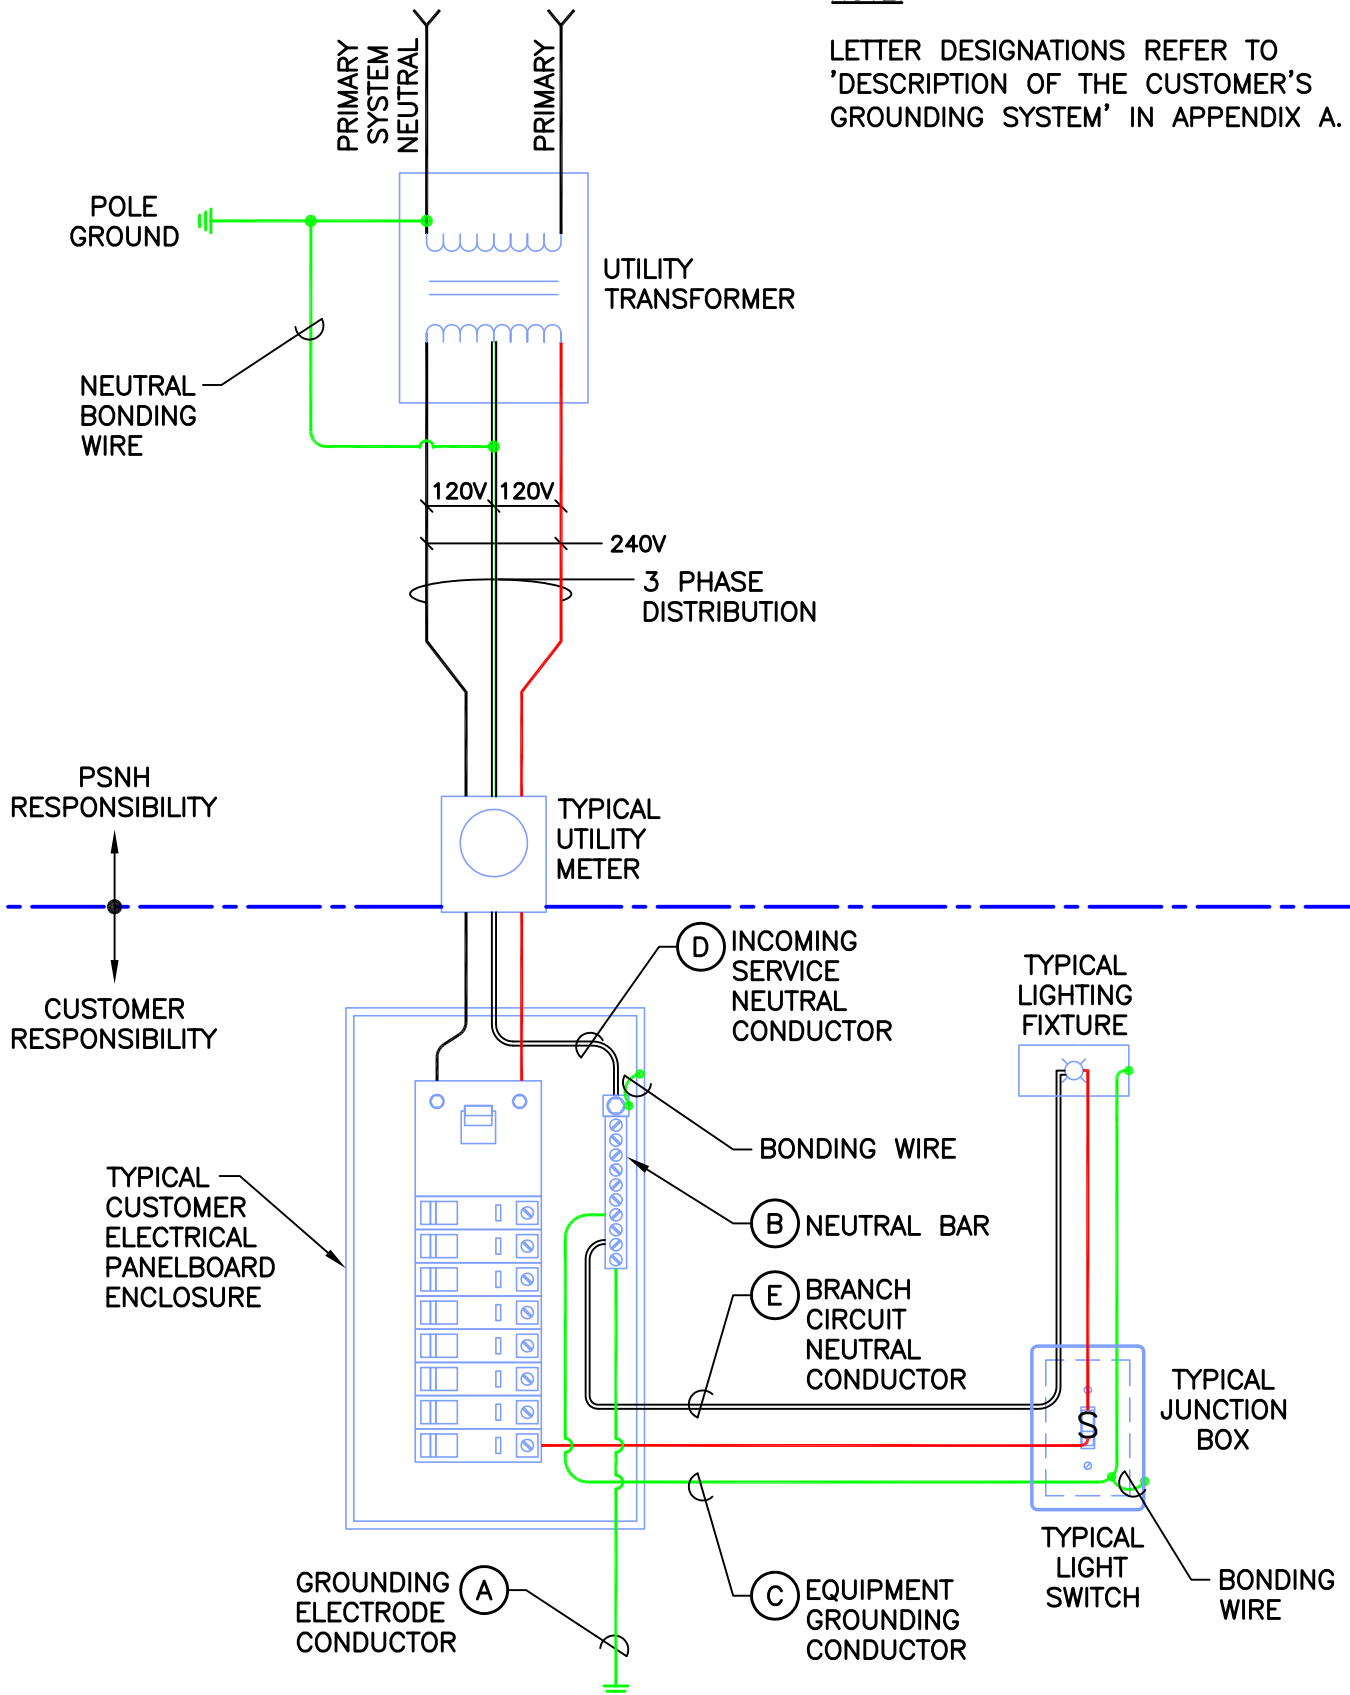 LETTER DESIGNATIONS REFER TO
'DESCRIPTION OF THE CUSTOMER'S
GROUNDING SYSTEM' IN APPENDIX A.
PRIMARY
SYSTEM
NEUTRAL
PRIMARY
POLE
GROUND
UTILITY
TRANSFORMER
NEUTRAL
BONDING
WIRE
120V 120V
240V
3 PHASE
DISTRIBUTION
PSNH
RESPONSIBILITY
TYPICAL
UTILITY
METER
CUSTOMER
RESPONSIBILITY
D INCOMING
SERVICE
NEUTRAL
CONDUCTOR
TYPICAL
LIGHTING
FIXTURE
BONDING WIRE
TYPICAL
CUSTOMER
ELECTRICAL
PANELBOARD
ENCLOSURE
B NEUTRAL BAR
E BRANCH
CIRCUIT
NEUTRAL
CONDUCTOR
TYPICAL
JUNCTION
BOX
S
TYPICAL
LIGHT
SWITCH
BONDING
WIRE
GROUNDING
ELECTRODE
CONDUCTOR
A
C EQUIPMENT
GROUNDING
CONDUCTOR